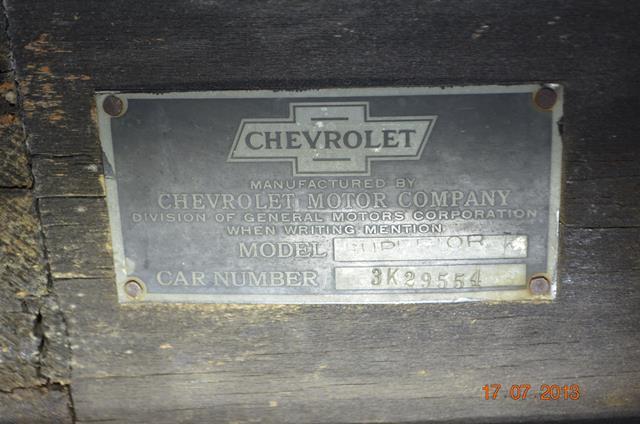 CHEVROLET
MANUFACTURED BY
CHEVROLET MOTOR COMPANY
DIVISION OF GENERAL MOTORS CORPORATION
WHEN WRITING MENTION
MODEL SUPERIOR K
CAR NUMBER 3K29554
17 07 2013